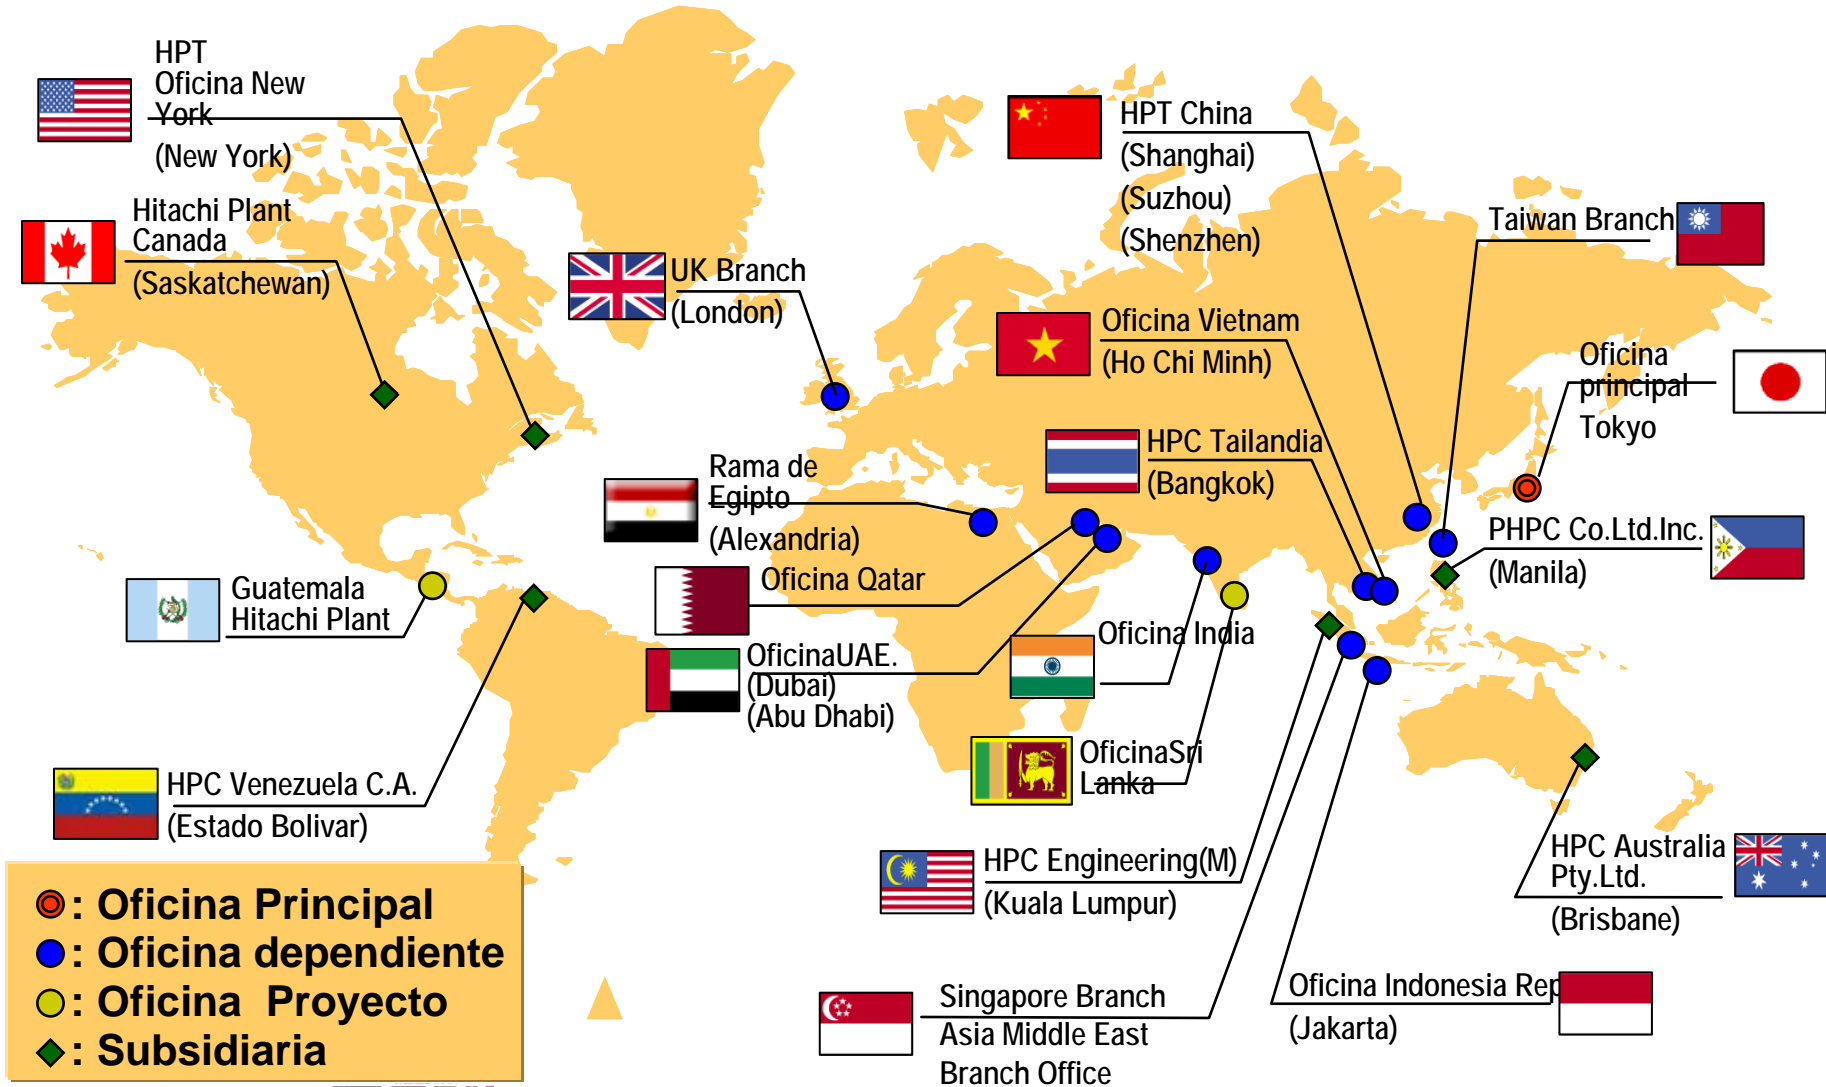 HPT
Oficina New
York
(New York)
Hitachi Plant
Canada
(Saskatchewan)
UK Branch
(London)
HPT China
(Shanghai)
(Suzhou)
(Shenzhen)
Taiwan Branch
Oficina Vietnam
(Ho Chi Minh)
Oficina
principal
Tokyo
HPC Tailandia
(Bangkok)
Rama de
Egipto
(Alexandria)
PHPC Co.Ltd.Inc.
(Manila)
Oficina Qatar
Guatemala
Hitachi Plant
Oficina India
OficinaUAE.
(Dubai)
(Abu Dhabi)
OficinaSri
Lanka
HPC Venezuela C.A.
(Estado Bolivar)
HPC Engineering(M)
(Kuala Lumpur)
HPC Australia
Pty.Ltd.
(Brisbane)
Singapore Branch
Asia Middle East
Branch Office
Oficina Indonesia Rep
(Jakarta)
: Oficina Principal
: Oficina dependiente
: Oficina Proyecto
: Subsidiaria